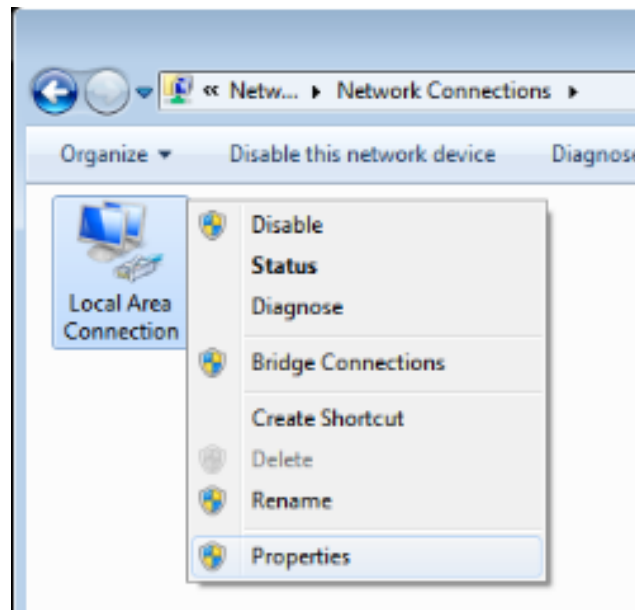 « Netw... ▸ Network Connections ▸
Organize ▾ Disable this network device Diagnose
Local Area
Connection
Disable
Status
Diagnose
Bridge Connections
Create Shortcut
Delete
Rename
Properties